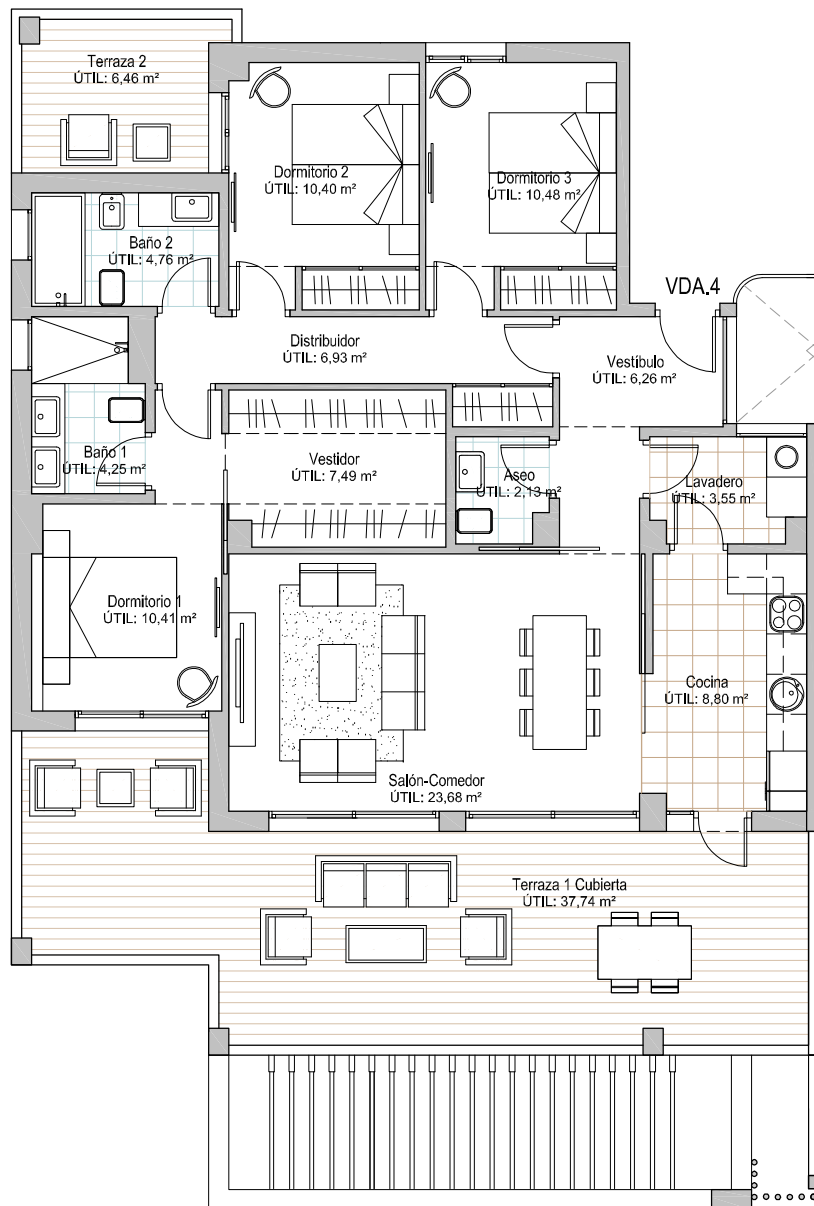 Terraza 2
ÚTIL: 6,46 m²
Dormitorio 2
ÚTIL: 10,40 m²
Dormitorio 3
ÚTIL: 10,48 m²
Baño 2
ÚTIL: 4,76 m²
VDA.4
Distribuidor
ÚTIL: 6,93 m²
Vestíbulo
ÚTIL: 6,26 m²
Baño 1
ÚTIL: 4,25 m²
Vestidor
ÚTIL: 7,49 m²
Aseo
ÚTIL: 2,13 m²
Lavadero
ÚTIL: 3,55 m²
Dormitorio 1
ÚTIL: 10,41 m²
Cocina
ÚTIL: 8,80 m²
Salón-Comedor
ÚTIL: 23,68 m²
Terraza 1 Cubierta
ÚTIL: 37,74 m²